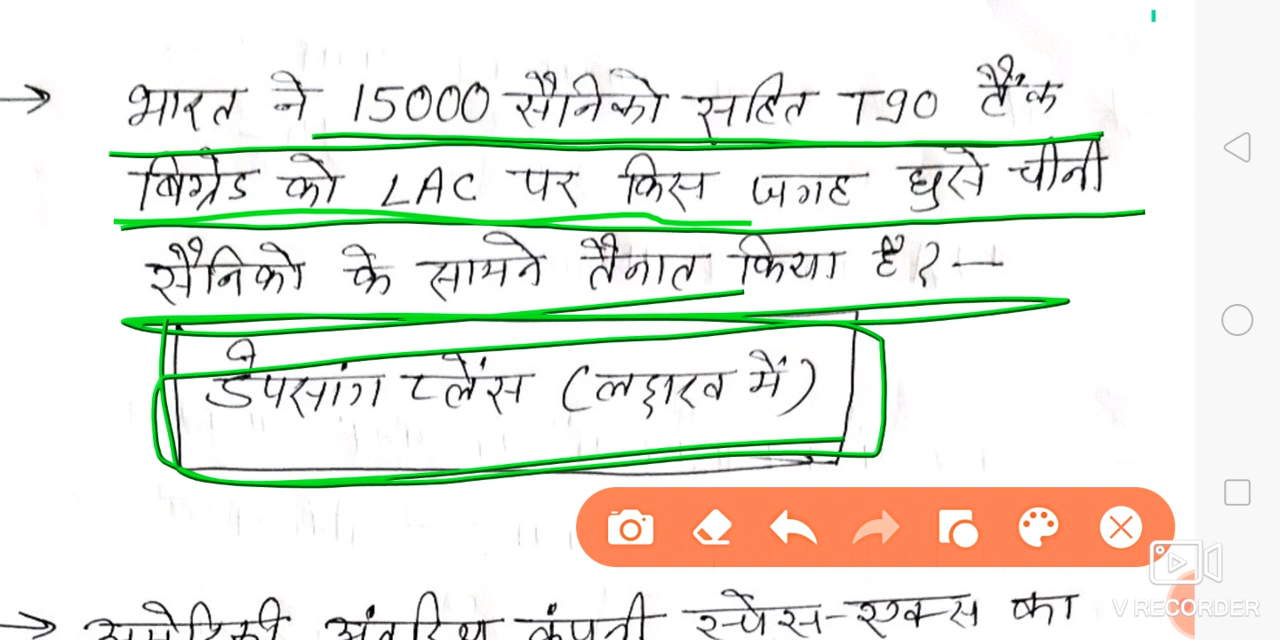 → भारत ने 15000 सैनिको सहित T90 टैंक
बिग्रेड को LAC पर किस जगह घुसे चीनी
सैनिको के सामने तैनात किया है? -
डेपसांग प्लेंस (लद्दाख में)
→ अमेरिकी अंतरिक्ष कंपनी स्पेस-एक्स का
V RECORDER